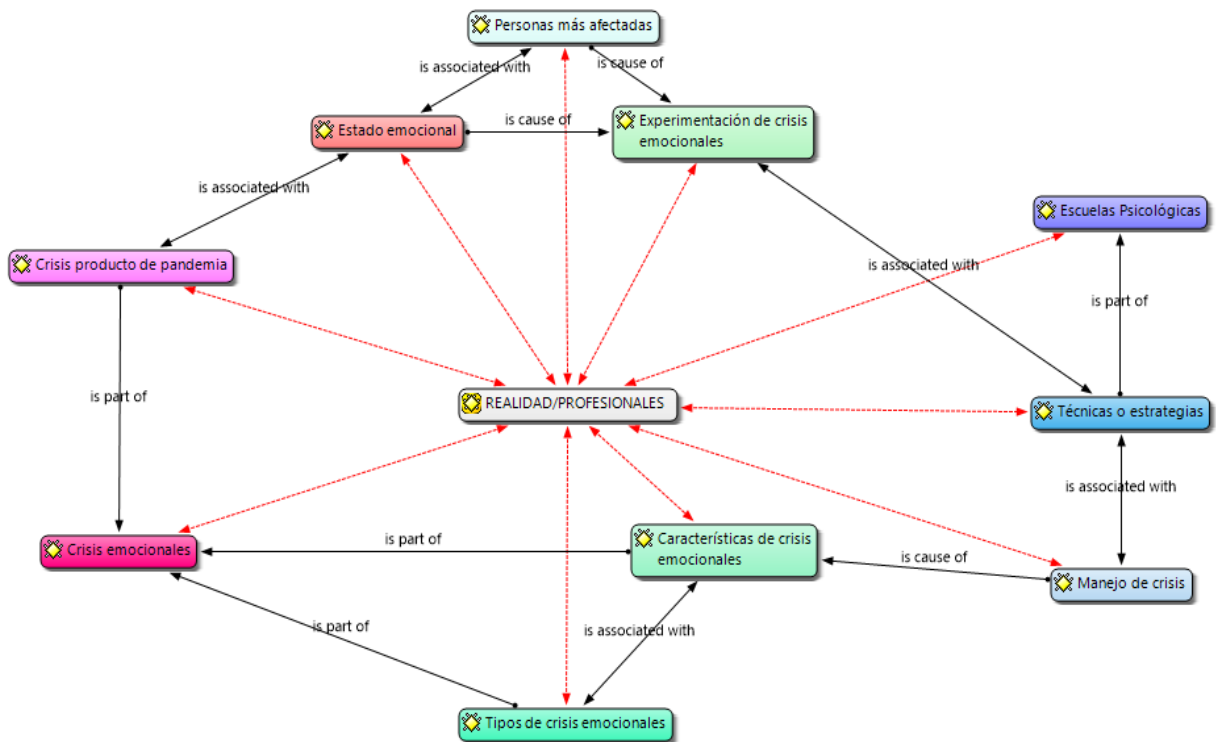 Personas más afectadas
is associated with
is cause of
Estado emocional
is cause of
Experimentación de crisis
emocionales
is associated with
Escuelas Psicológicas
Crisis producto de pandemia
is associated with
is part of
is part of
REALIDAD/PROFESIONALES
Técnicas o estrategias
is associated with
Crisis emocionales
is part of
Características de crisis
emocionales
is cause of
Manejo de crisis
is part of
is associated with
Tipos de crisis emocionales